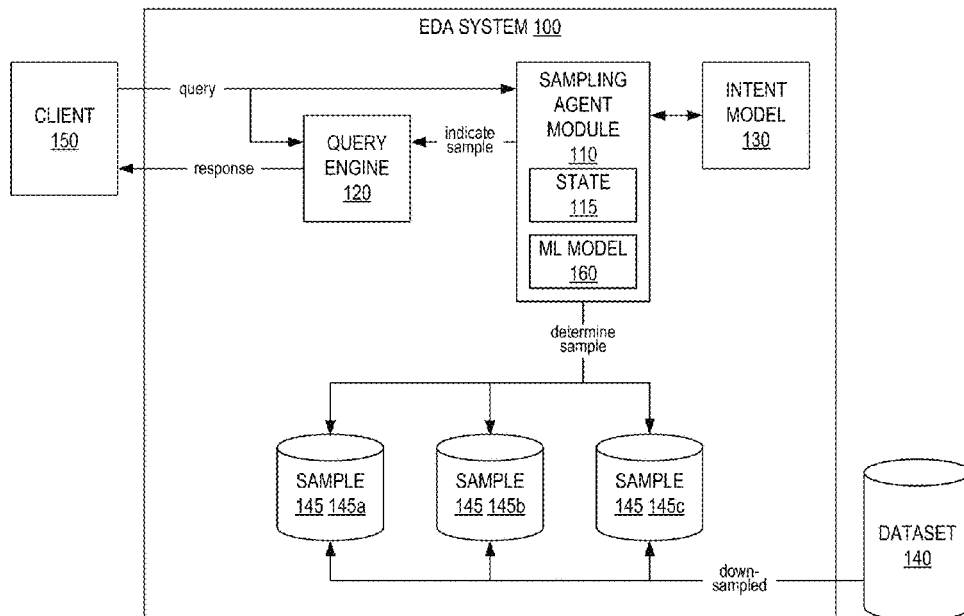 EDA SYSTEM 100
CLIENT
150
query
response
QUERY
ENGINE
120
indicate
sample
SAMPLING
AGENT
MODULE
110
STATE
115
ML MODEL
160
INTENT
MODEL
130
determine
sample
SAMPLE
145 145a
SAMPLE
145 145b
SAMPLE
145 145c
DATASET
140
down-
sampled